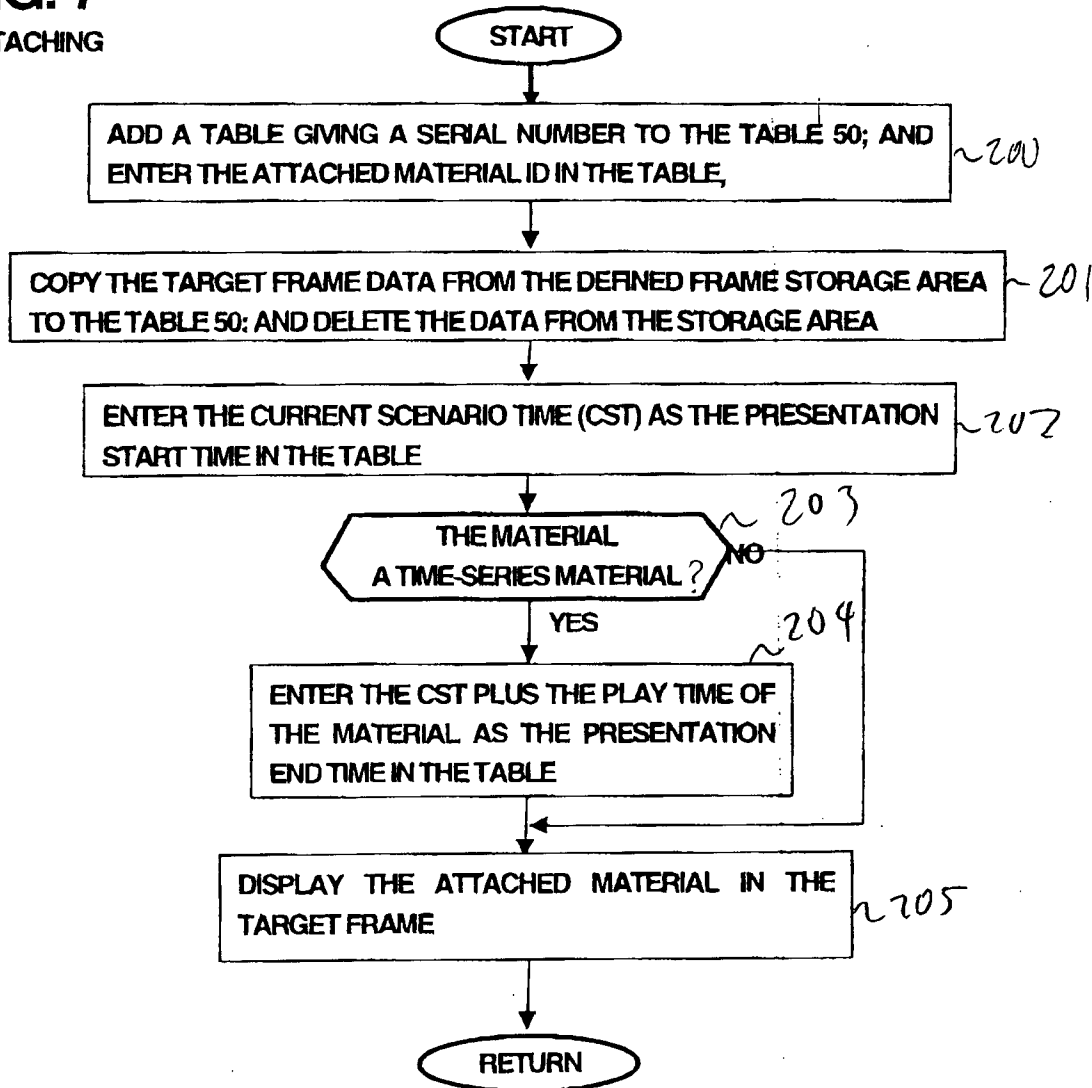 START
ADD A TABLE GIVING A SERIAL NUMBER TO THE TABLE 50; AND
ENTER THE ATTACHED MATERIAL ID IN THE TABLE,
~200
COPY THE TARGET FRAME DATA FROM THE DEFINED FRAME STORAGE AREA
TO THE TABLE 50: AND DELETE THE DATA FROM THE STORAGE AREA
~201
ENTER THE CURRENT SCENARIO TIME (CST) AS THE PRESENTATION
START TIME IN THE TABLE
~202
THE MATERIAL
A TIME-SERIES MATERIAL ?
~203
NO
YES
~204
ENTER THE CST PLUS THE PLAY TIME OF
THE MATERIAL AS THE PRESENTATION
END TIME IN THE TABLE
DISPLAY THE ATTACHED MATERIAL IN THE
TARGET FRAME
~205
RETURN